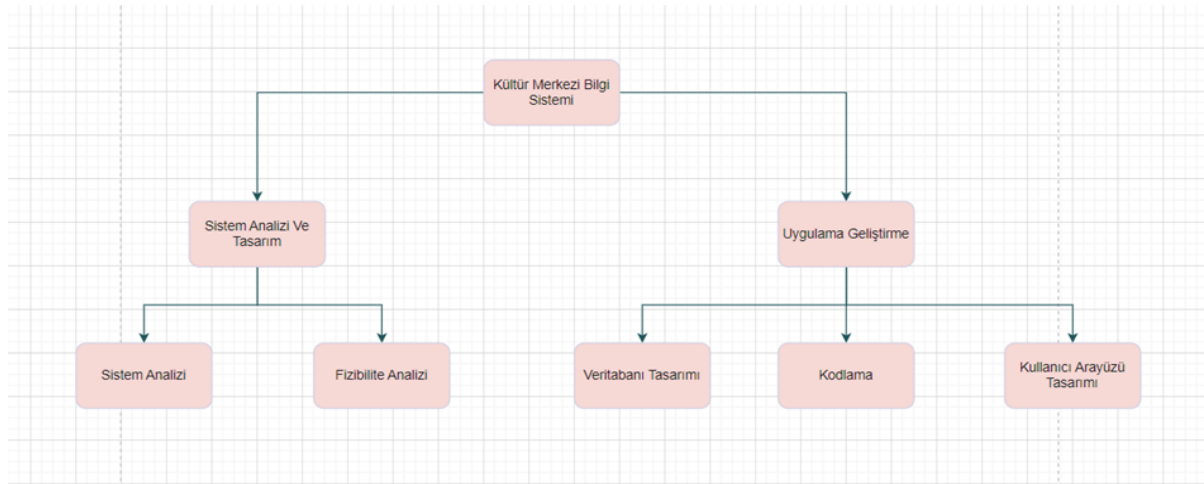 Kültür Merkezi Bilgi
Sistemi
Sistem Analizi Ve
Tasarım
Uygulama Geliştirme
Sistem Analizi
Fizibilite Analizi
Veritabanı Tasarımı
Kodlama
Kullanıcı Arayüzü
Tasarımı